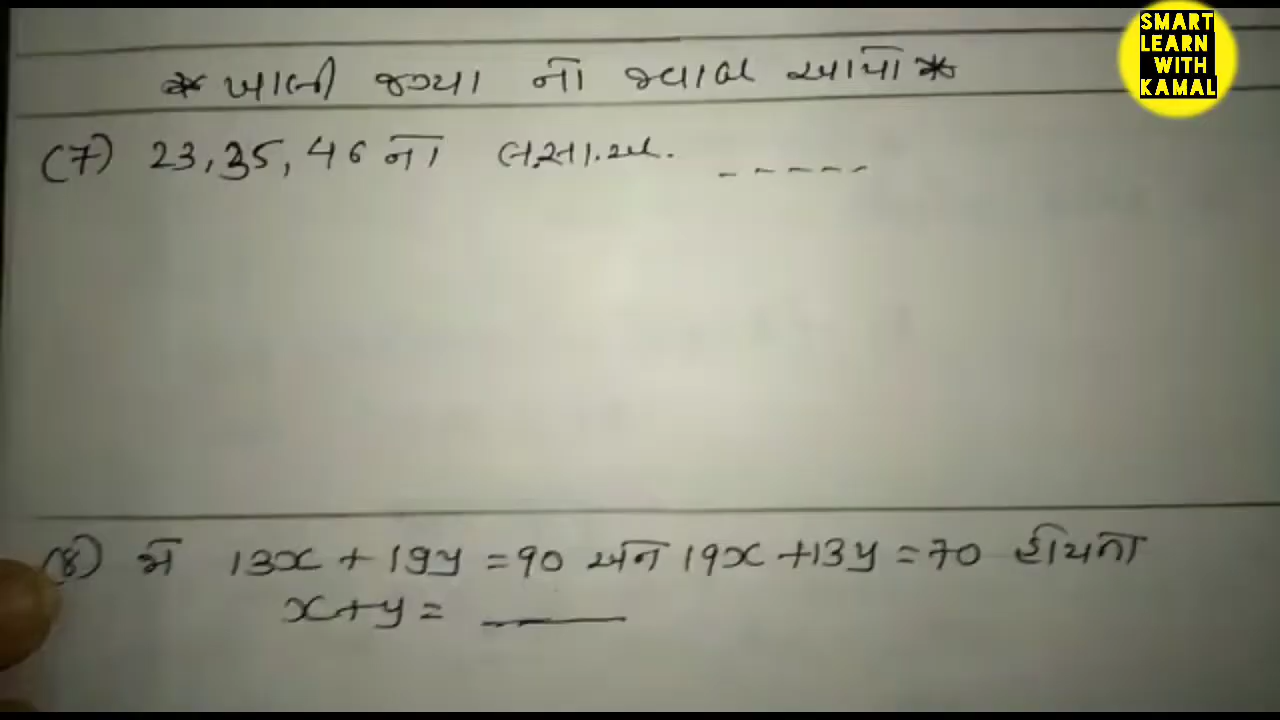 * ખાલી જગ્યા નો જવાબ આપો *
SMART
LEARN
WITH
KAMAL
(7) 23, 35, 46 ના લ.સા.અ. -----
(8) જો 13x + 19y = 90 અને 19x + 13y = 70 હોયતો
x+y = ____